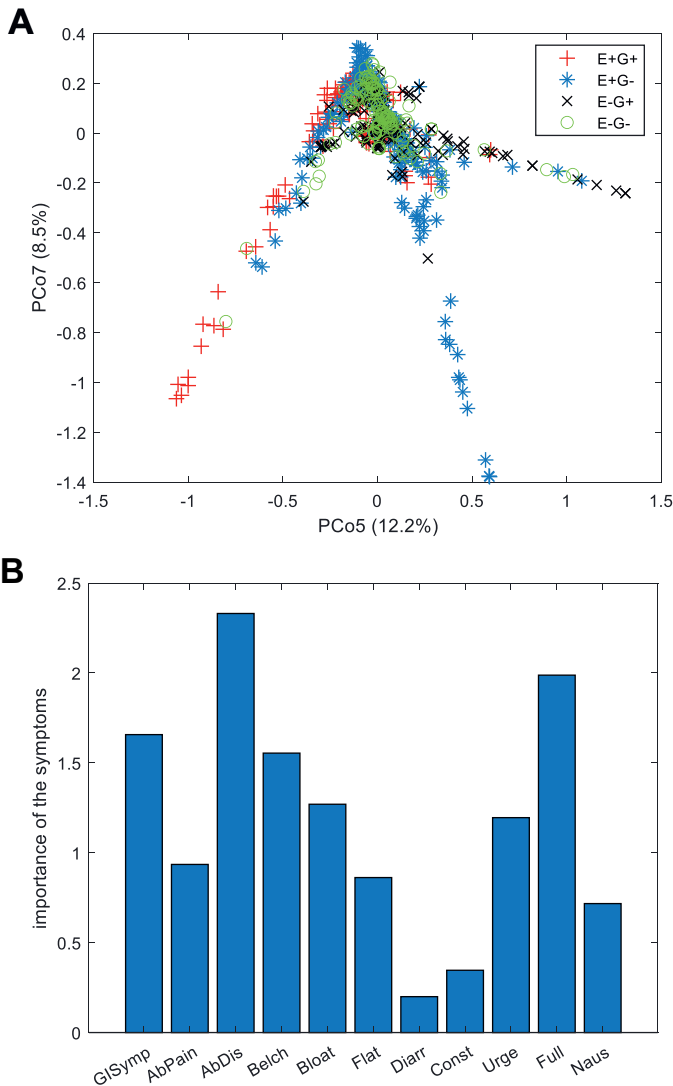 A
0.4
0.2
0
-0.2
-0.4
-0.6
-0.8
-1
-1.2
-1.4
PCo7 (8.5%)
E+G+
E+G-
E-G+
E-G-
-1.5
-1
-0.5
0
0.5
1
1.5
PCo5 (12.2%)
B
2.5
2
1.5
1
0.5
0
importance of the symptoms
GISymp
AbPain
AbDis
Belch
Bloat
Flat
Diarr
Const
Urge
Full
Naus